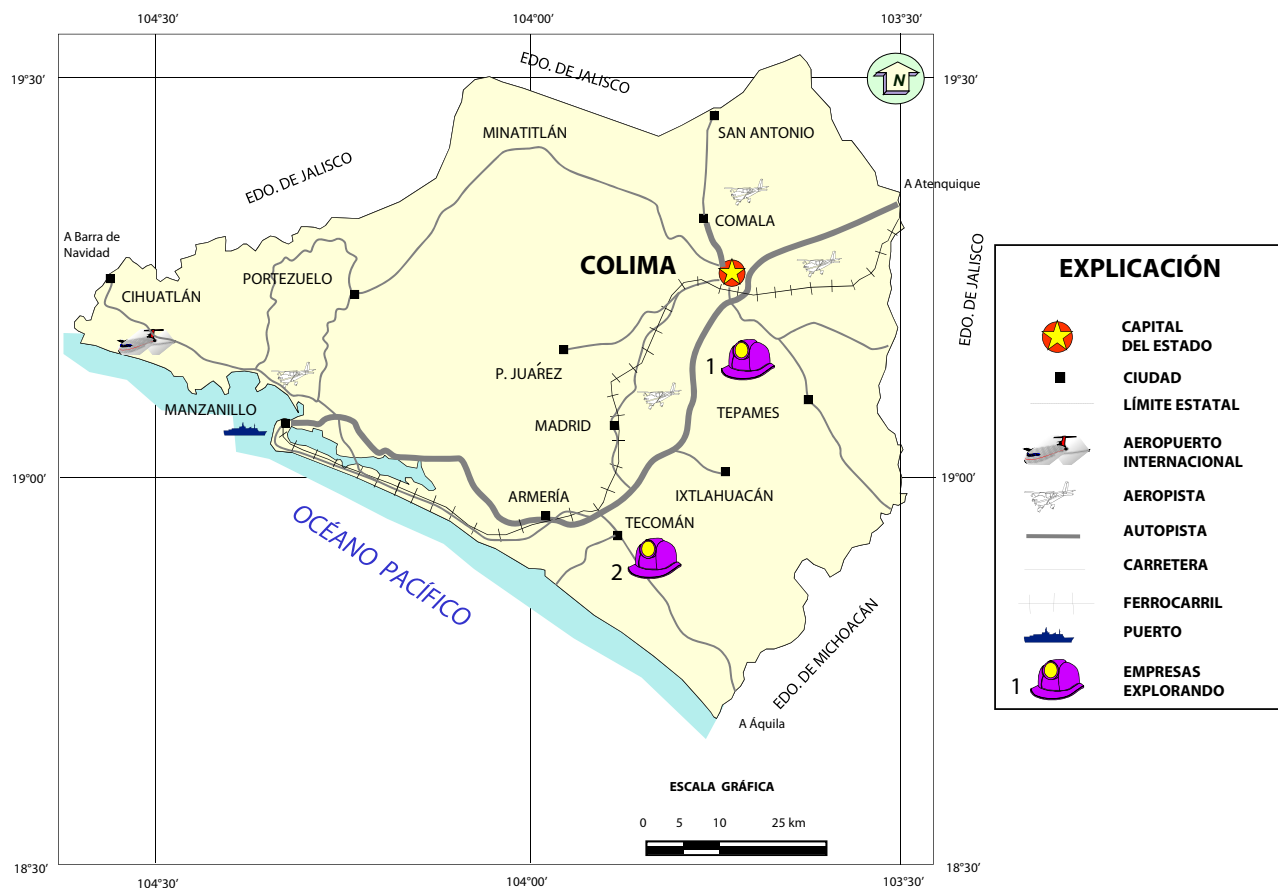 104°30’
104°00’
103°30’
19°30’
19°30’
EDO. DE JALISCO
N
MINATITLÁN
SAN ANTONIO
EDO. DE JALISCO
A Atenquique
COMALA
A Barra de
Navidad
EDO. DE JALISCO
COLIMA
PORTEZUELO
CIHUATLÁN
1
P. JUÁREZ
MANZANILLO
TEPAMES
MADRID
19°00’
19°00’
ARMERÍA
IXTLAHUACÁN
TECOMÁN
OCÉANO PACÍFICO
2
EDO. DE MICHOACÁN
A Áquila
ESCALA GRÁFICA
0 5 10 25 km
18°30’
18°30’
104°30’
104°00’
103°30’
EXPLICACIÓN
CAPITAL
DEL ESTADO
CIUDAD
LÍMITE ESTATAL
AEROPUERTO
INTERNACIONAL
AEROPISTA
AUTOPISTA
CARRETERA
FERROCARRIL
PUERTO
1
EMPRESAS
EXPLORANDO